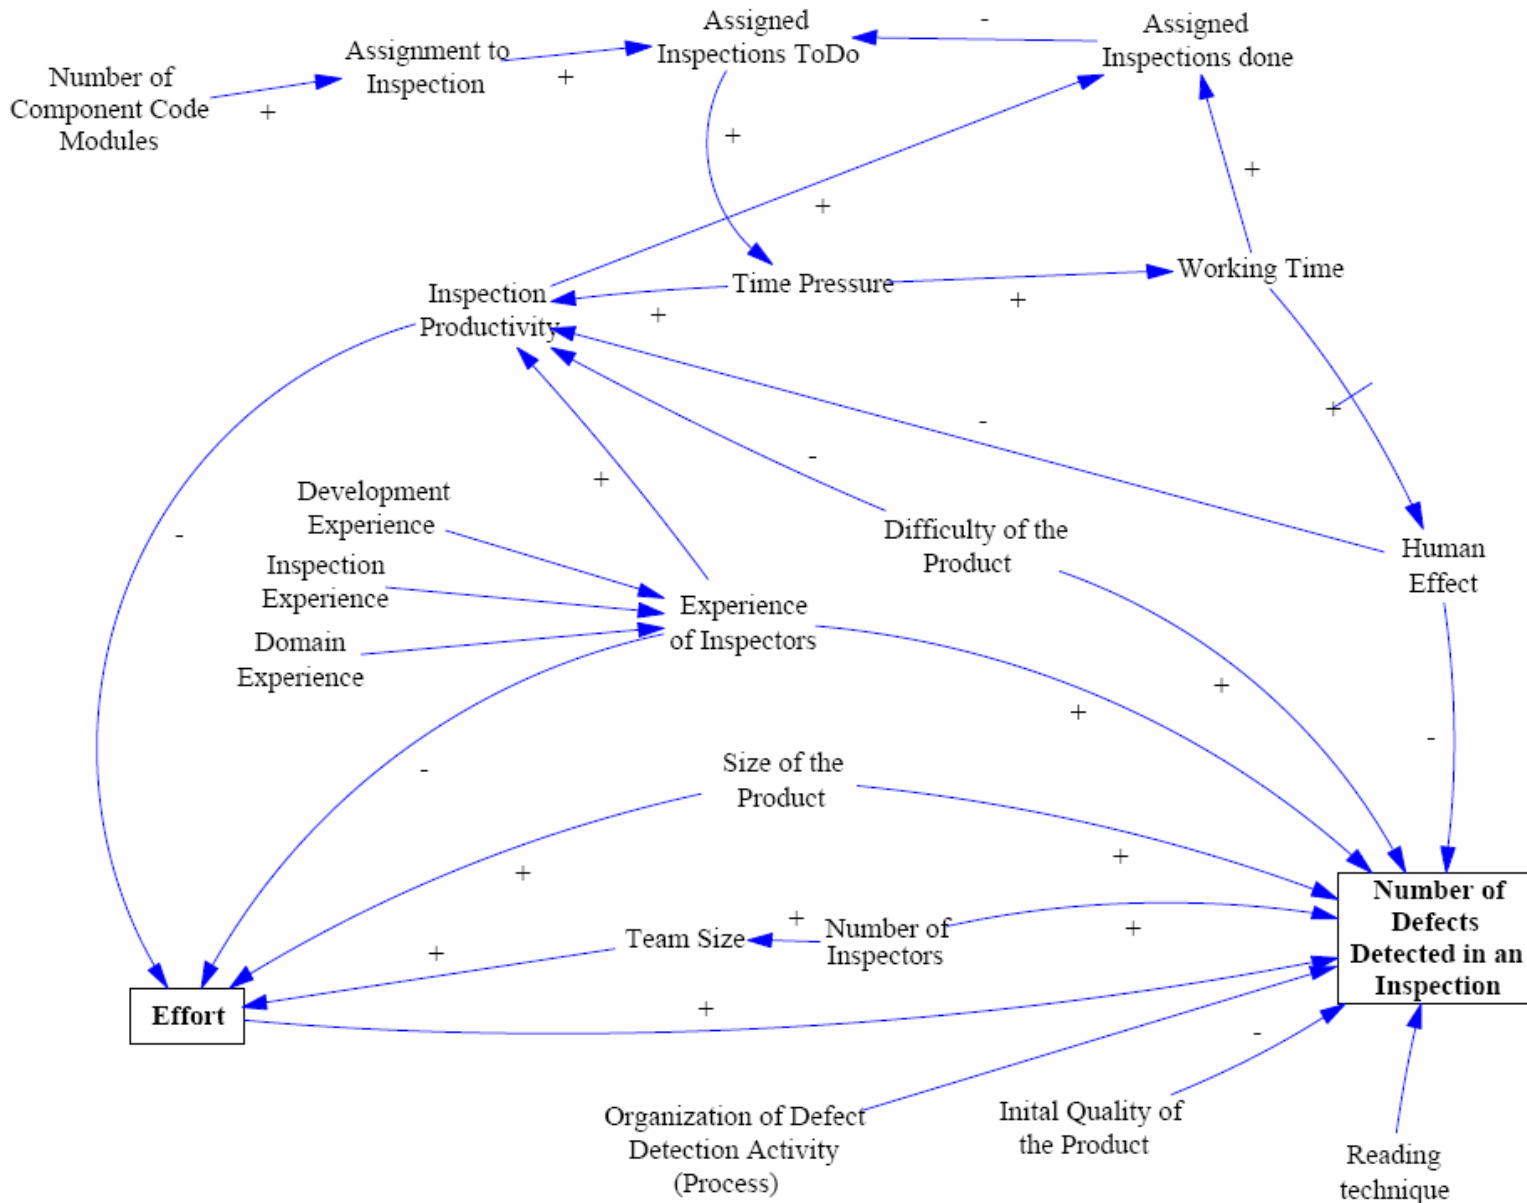 Number of
Component Code
Modules
+
Assignment to
Inspection
+
Assigned
Inspections ToDo
-
Assigned
Inspections done
+
+
+
Inspection
Productivity
+
Time Pressure
+
Working Time
+
-
-
+
-
Development
Experience
Inspection
Experience
Domain
Experience
Experience
of Inspectors
Difficulty of the
Product
Human
Effect
+
+
-
-
Size of the
Product
+
+
Team Size
+
Number of
Inspectors
+
+
Effort
+
Number of
Defects
Detected in an
Inspection
-
Organization of Defect
Detection Activity
(Process)
Inital Quality of
the Product
Reading
technique